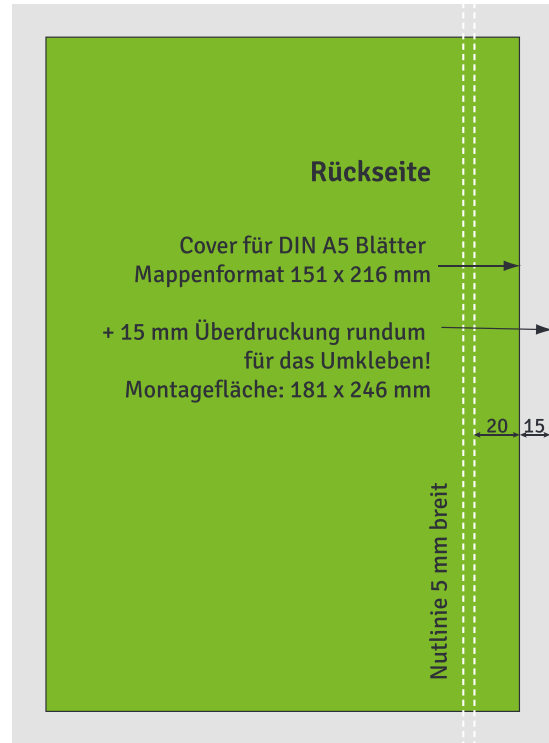 Rückseite
Cover für DIN A5 Blätter
Mappenformat 151 x 216 mm
+ 15 mm Überdruckung rundum
für das Umkleben!
Montagefläche: 181 x 246 mm
20
15
Nutlinie 5 mm breit